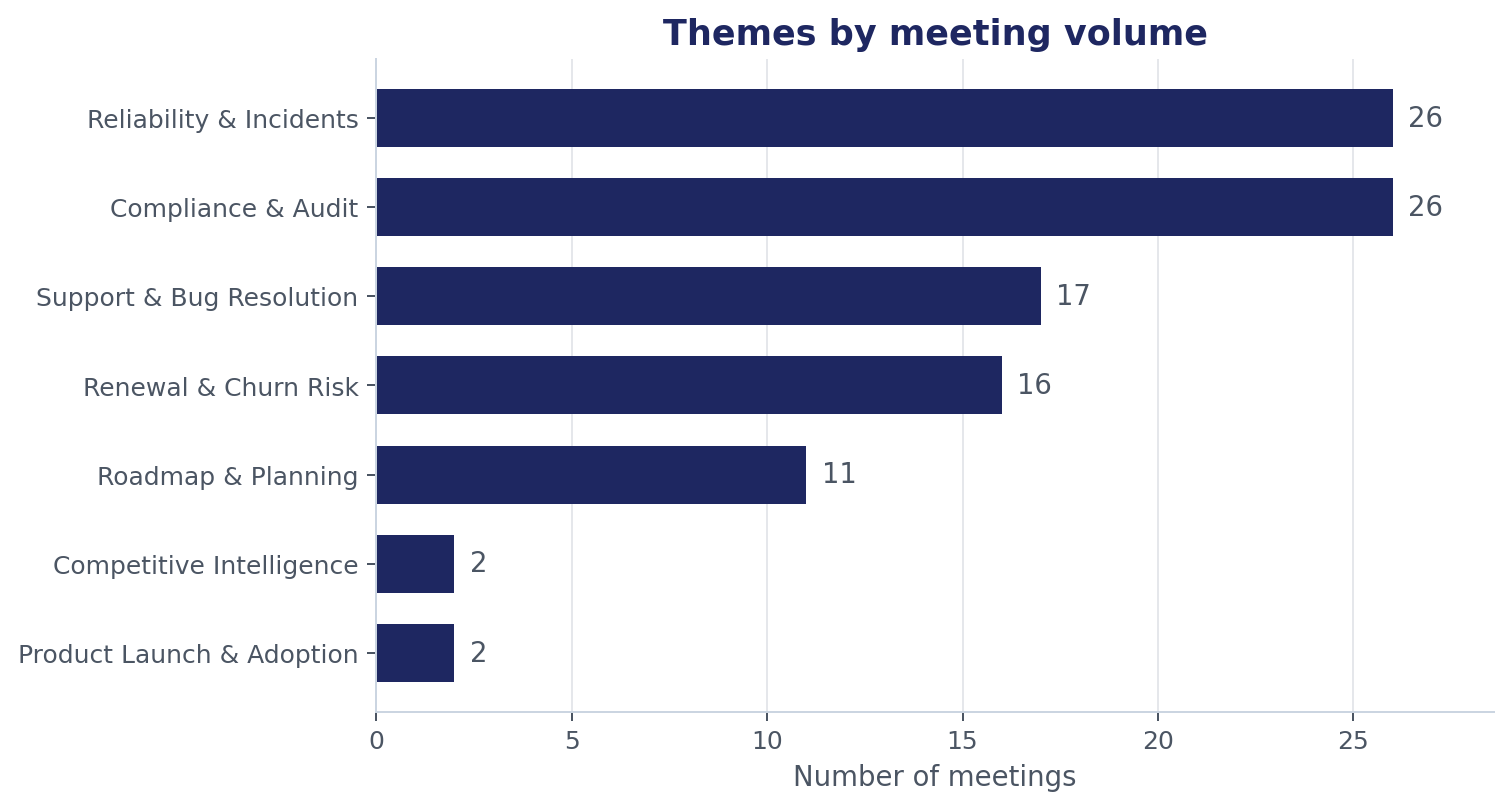 Themes by meeting volume
Reliability & Incidents
26
Compliance & Audit
26
Support & Bug Resolution
17
Renewal & Churn Risk
16
Roadmap & Planning
11
Competitive Intelligence
2
Product Launch & Adoption
2
0 5 10 15 20 25
Number of meetings